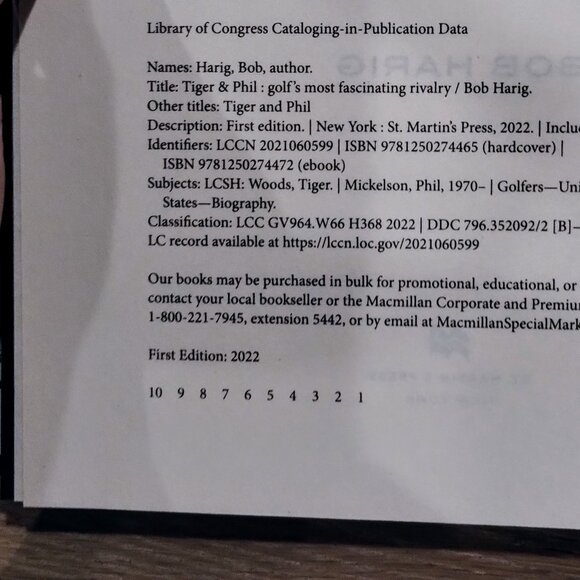 Library of Congress Cataloging-in-Publication Data
Names: Harig, Bob, author.
Title: Tiger & Phil : golf's most fascinating rivalry / Bob Harig.
Other titles: Tiger and Phil
Description: First edition. | New York : St. Martin's Press, 2022. | Includ
Identifiers: LCCN 2021060599 | ISBN 9781250274465 (hardcover) |
ISBN 9781250274472 (ebook)
Subjects: LCSH: Woods, Tiger. | Mickelson, Phil, 1970– | Golfers—Uni
States—Biography.
Classification: LCC GV964.W66 H368 2022 | DDC 796.352092/2 [B]—
LC record available at https://lccn.loc.gov/2021060599
Our books may be purchased in bulk for promotional, educational, or
contact your local bookseller or the Macmillan Corporate and Premiu
1-800-221-7945, extension 5442, or by email at MacmillanSpecialMark
First Edition: 2022
10 9 8 7 6 5 4 3 2 1